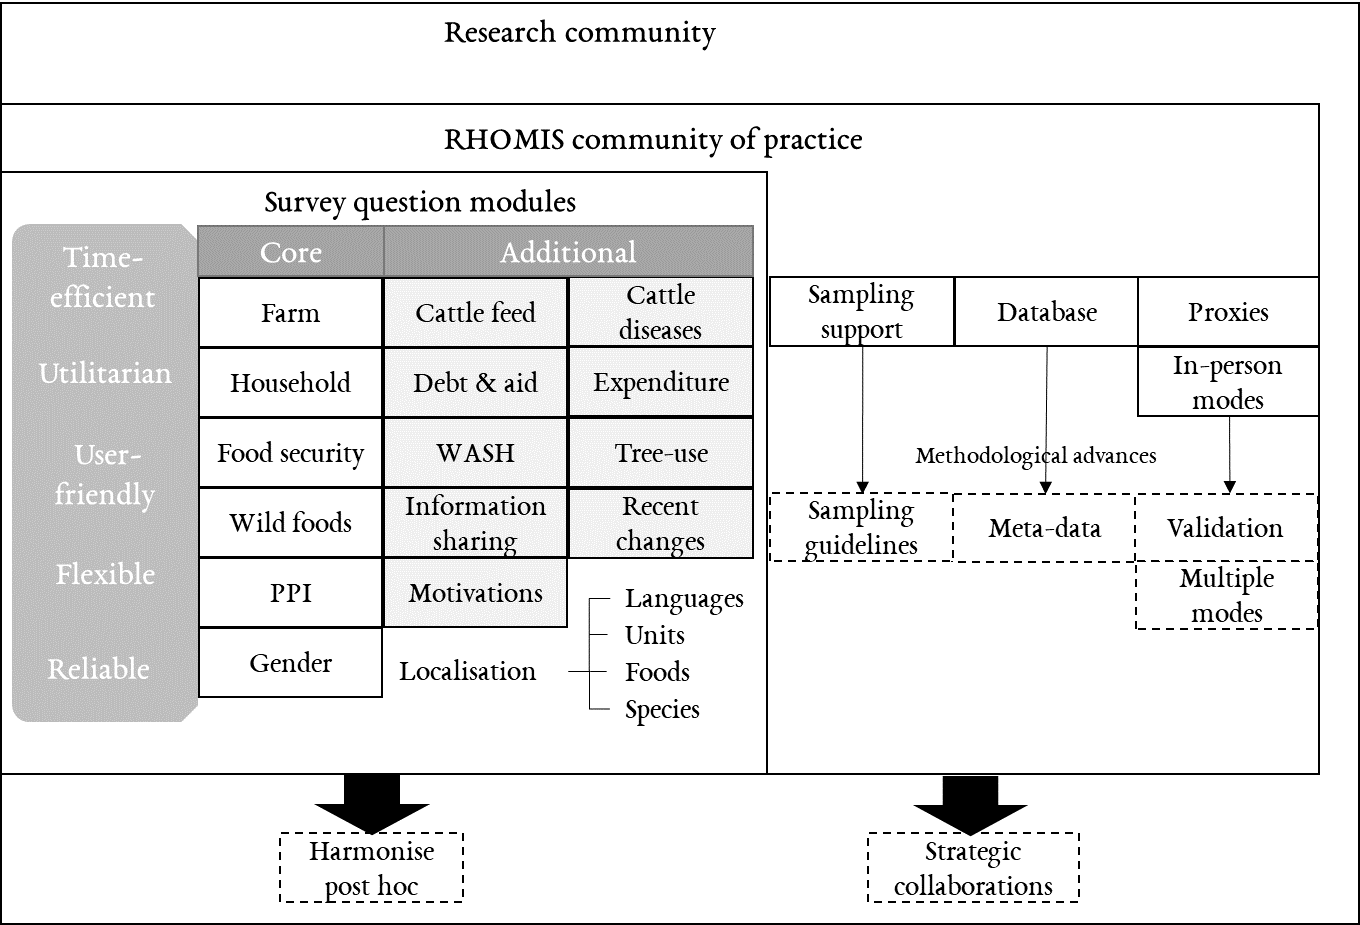 Research community
RHOMIS community of practice
Survey question modules
Time-
efficient
Utilitarian
User-
friendly
Flexible
Reliable
Core
Additional
Farm
Cattle feed
Cattle
diseases
Household
Debt & aid
Expenditure
Food security
WASH
Tree-use
Wild foods
Information
sharing
Recent
changes
PPI
Motivations
Gender
Localisation
Languages
Units
Foods
Species
Sampling
support
Database
Proxies
In-person
modes
Methodological advances
Sampling
guidelines
Meta-data
Validation
Multiple
modes
Harmonise
post hoc
Strategic
collaborations